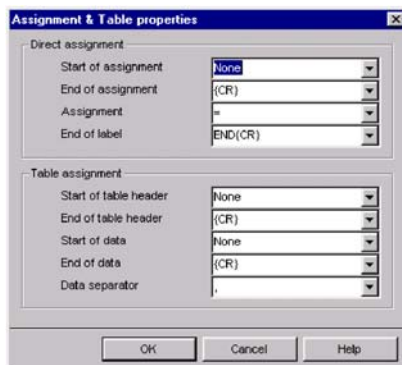 Assignment & Table properties
Direct assignment
Start of assignment None
End of assignment {CR}
Assignment =
End of label END{CR}
Table assignment
Start of table header None
End of table header {CR}
Start of data None
End of data {CR}
Data separator ,
OK Cancel Help